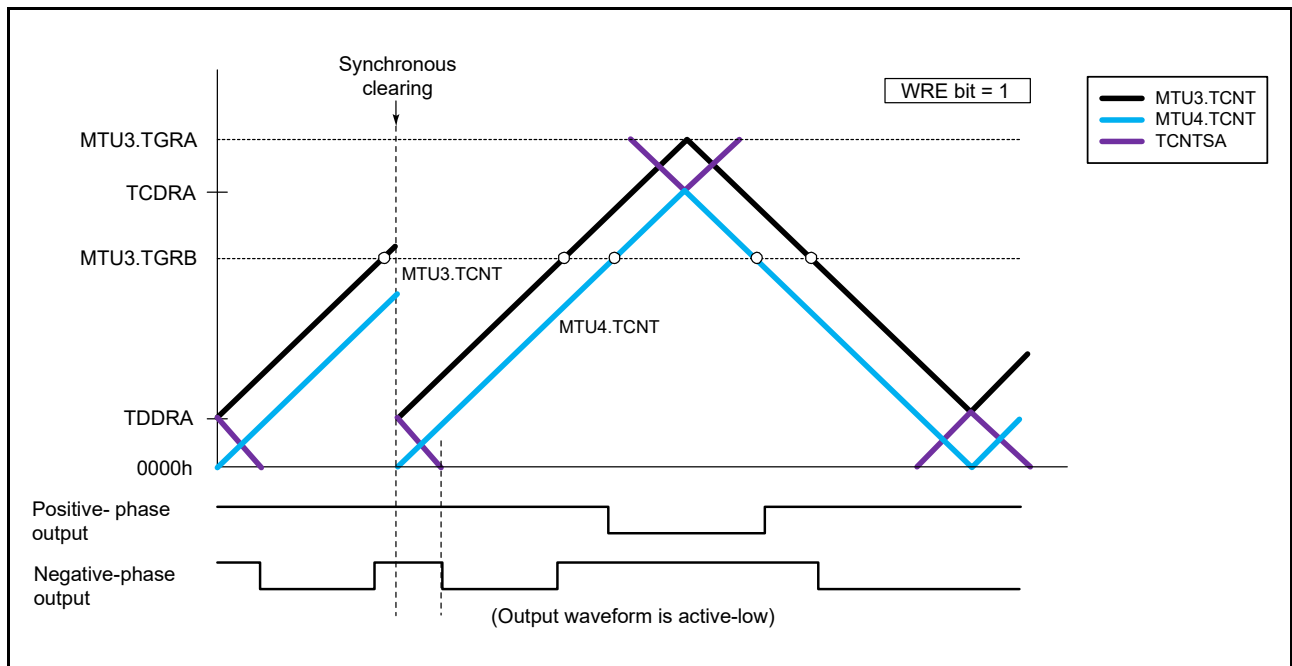 Synchronous
clearing
WRE bit = 1
MTU3.TCNT
MTU4.TCNT
TCNTSA
MTU3.TGRA
TCDRA
MTU3.TGRB
MTU3.TCNT
MTU4.TCNT
TDDRA
0000h
Positive- phase
output
Negative-phase
output
(Output waveform is active-low)